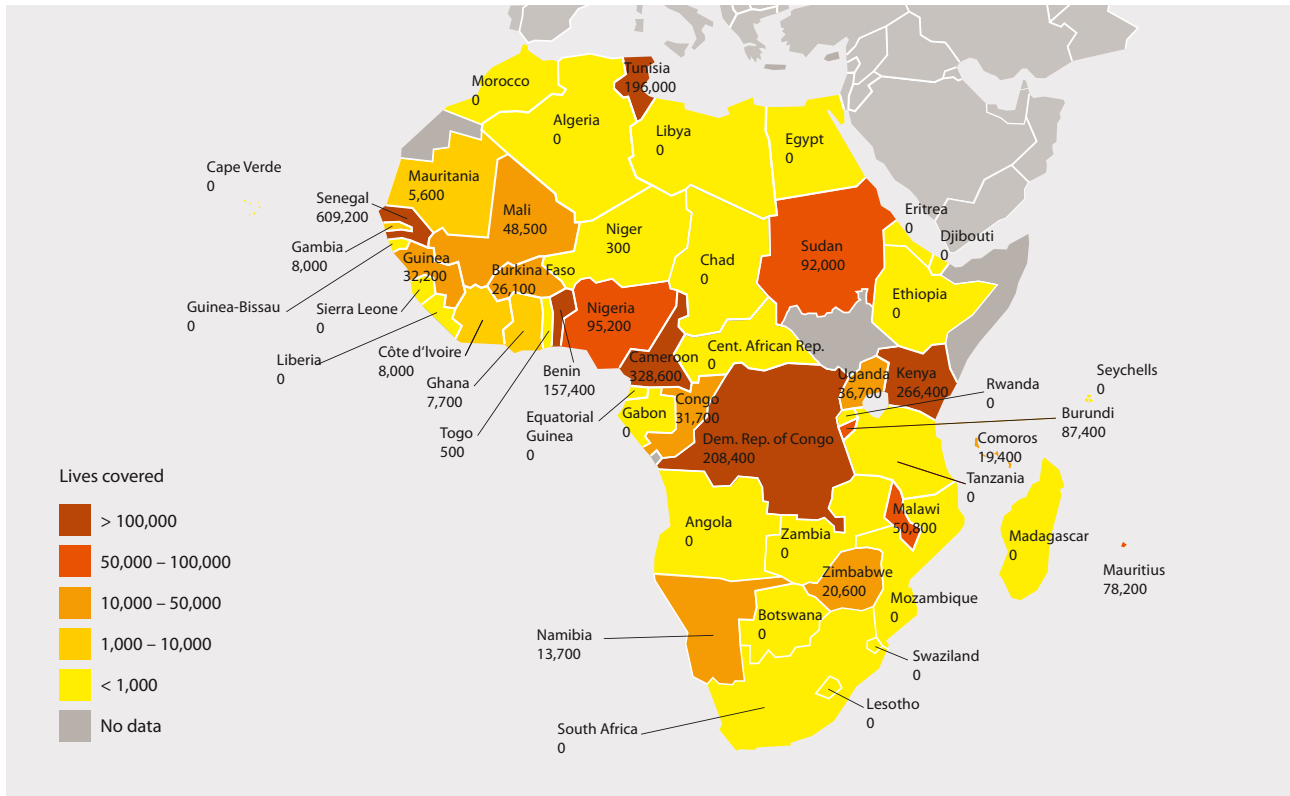 Tunisia
196,000
Morocco
0
Algeria
0
Libya
0
Egypt
0
Cape Verde
0
Mauritania
5,600
Senegal
609,200
Mali
48,500
Niger
300
Chad
0
Sudan
92,000
Eritrea
0
Djibouti
0
Gambia
8,000
Guinea
32,200
Burkina Faso
26,100
Ethiopia
0
Guinea-Bissau
0
Sierra Leone
0
Nigeria
95,200
Liberia
0
Côte d‘Ivoire
8,000
Ghana
7,700
Togo
500
Benin
157,400
Cameroon
328,600
Cent. African Rep.
0
Equatorial
Guinea
0
Gabon
0
Congo
31,700
Uganda
36,700
Kenya
266,400
Rwanda
0
Seychells
0
Burundi
87,400
Dem. Rep. of Congo
208,400
Comoros
19,400
Tanzania
0
Angola
0
Zambia
0
Malawi
50,800
Madagascar
0
Mauritius
78,200
Zimbabwe
20,600
Mozambique
0
Botswana
0
Namibia
13,700
Swaziland
0
Lesotho
0
South Africa
0
Lives covered
> 100,000
50,000 – 100,000
10,000 – 50,000
1,000 – 10,000
< 1,000
No data